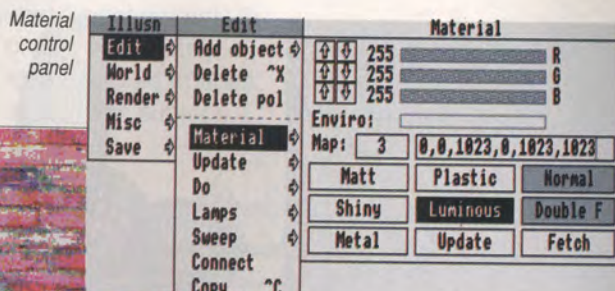 Material
control
panel
Illusn
Edit
World
Render
Misc
Save
Edit
Add object
Delete ^X
Delete pol
Material
Update
Do
Lamps
Sweep
Connect
Copy ^C
Material
255 R
255 G
255 B
Enviro:
Map: 3 0,0,1023,0,1023,1023
Matt Plastic Normal
Shiny Luminous Double F
Metal Update Fetch